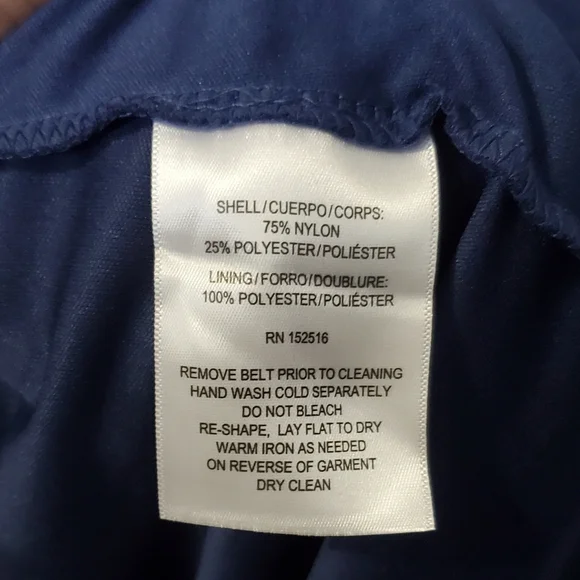 SHELL/CUERPO/CORPS:
75% NYLON
25% POLYESTER/POLIÉSTER
LINING/FORRO/DOUBLURE:
100% POLYESTER/POLIÉSTER
RN 152516
REMOVE BELT PRIOR TO CLEANING
HAND WASH COLD SEPARATELY
DO NOT BLEACH
RE-SHAPE, LAY FLAT TO DRY
WARM IRON AS NEEDED
ON REVERSE OF GARMENT
DRY CLEAN